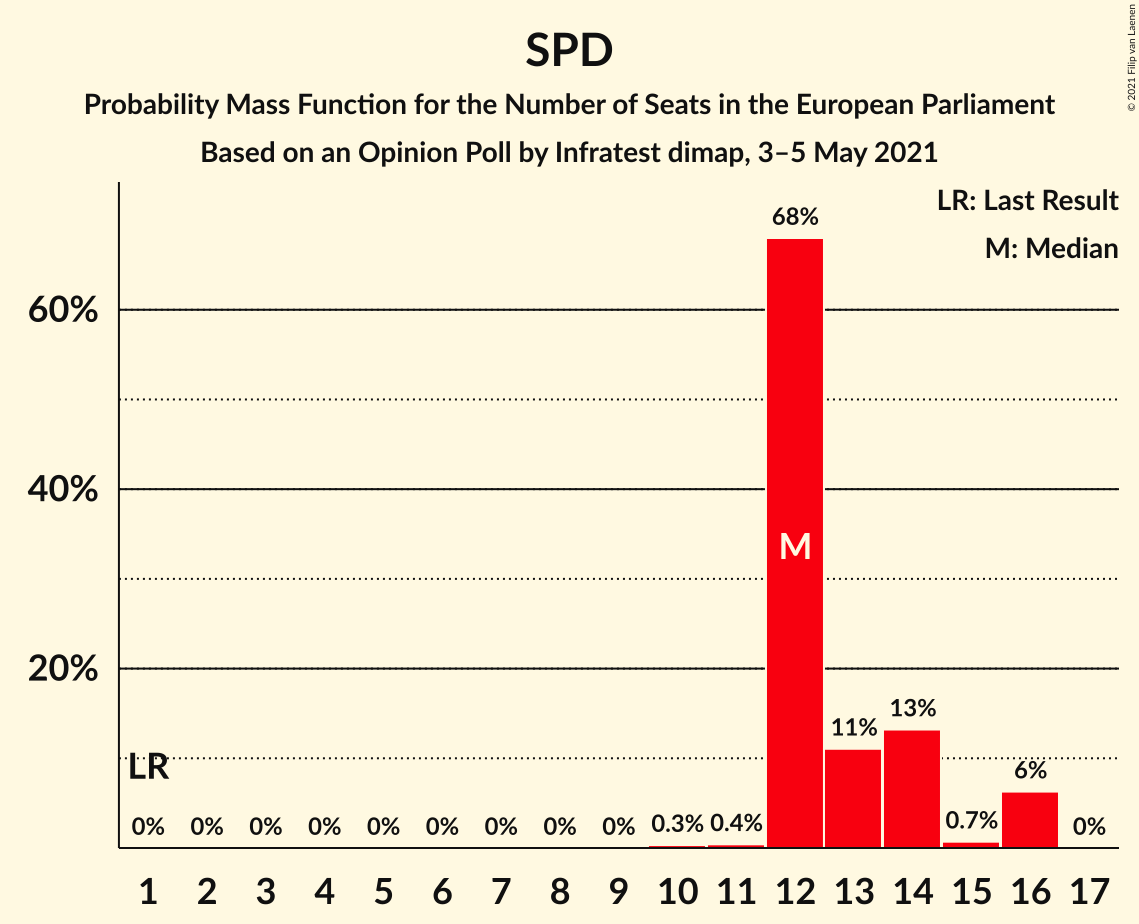 SPD
Probability Mass Function for the Number of Seats in the European Parliament
Based on an Opinion Poll by Infratest dimap, 3–5 May 2021
© 2021 Filip van Laenen
LR: Last Result
M: Median
68%
60%
40%
M
20%
13%
11%
LR
6%
0% 0% 0% 0% 0% 0% 0% 0% 0% 0.3% 0.4% 0.7% 0%
1 2 3 4 5 6 7 8 9 10 11 12 13 14 15 16 17